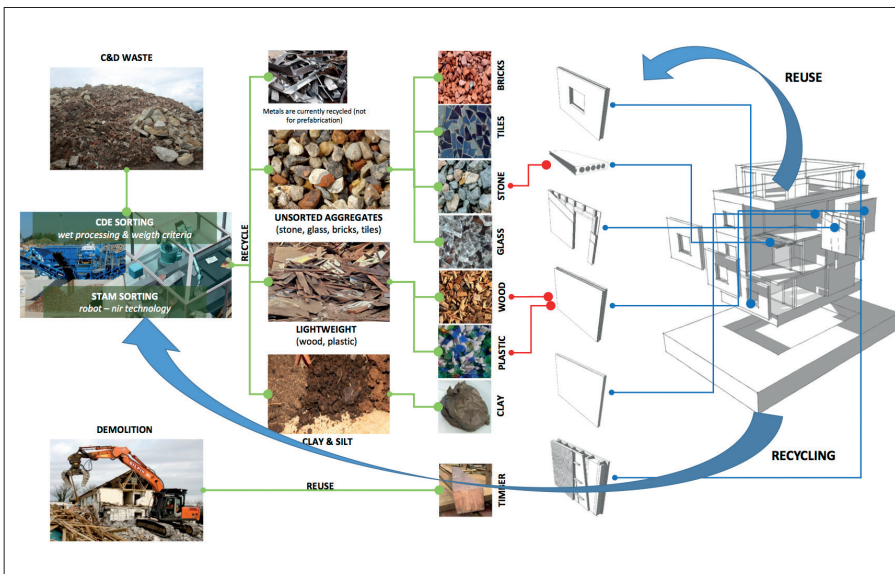 C&D WASTE
CDE SORTING
wet processing & weigth criteria
STAM SORTING
robot – nir technology
DEMOLITION
REUSE
RECYCLE
Metals are currently recycled (not
for prefabrication)
UNSORTED AGGREGATES
(stone, glass, bricks, tiles)
LIGHTWEIGHT
(wood, plastic)
CLAY & SILT
BRICKS
TILES
STONE
GLASS
WOOD
PLASTIC
CLAY
TIMBER
REUSE
RECYCLING